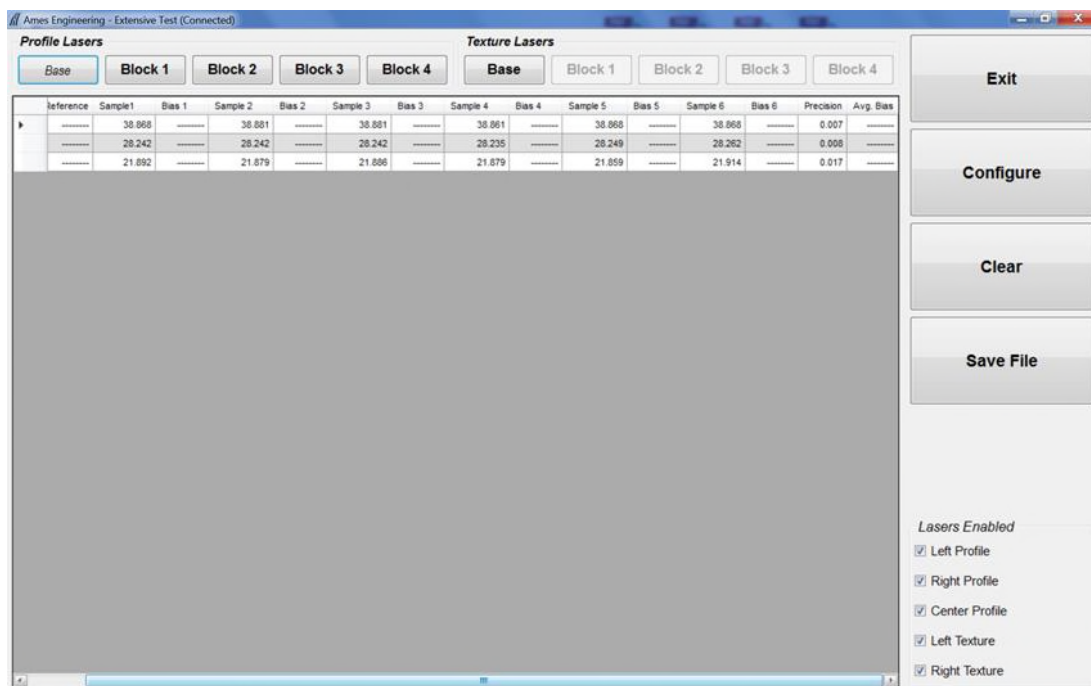 Ames Engineering - Extensive Test (Connected)
Profile Lasers
Texture Lasers
Base Block 1 Block 2 Block 3 Block 4 Base Block 1 Block 2 Block 3 Block 4
Reference Sample1 Bias 1 Sample 2 Bias 2 Sample 3 Bias 3 Sample 4 Bias 4 Sample 5 Bias 5 Sample 6 Bias 6 Precision Avg. Bias
-------- 38.868 -------- 38.881 -------- 38.881 -------- 38.861 -------- 38.868 -------- 38.868 -------- 0.007 --------
-------- 28.242 -------- 28.242 -------- 28.242 -------- 28.235 -------- 28.249 -------- 28.262 -------- 0.008 --------
-------- 21.892 -------- 21.879 -------- 21.886 -------- 21.879 -------- 21.859 -------- 21.914 -------- 0.017 --------
Exit
Configure
Clear
Save File
Lasers Enabled
Left Profile
Right Profile
Center Profile
Left Texture
Right Texture